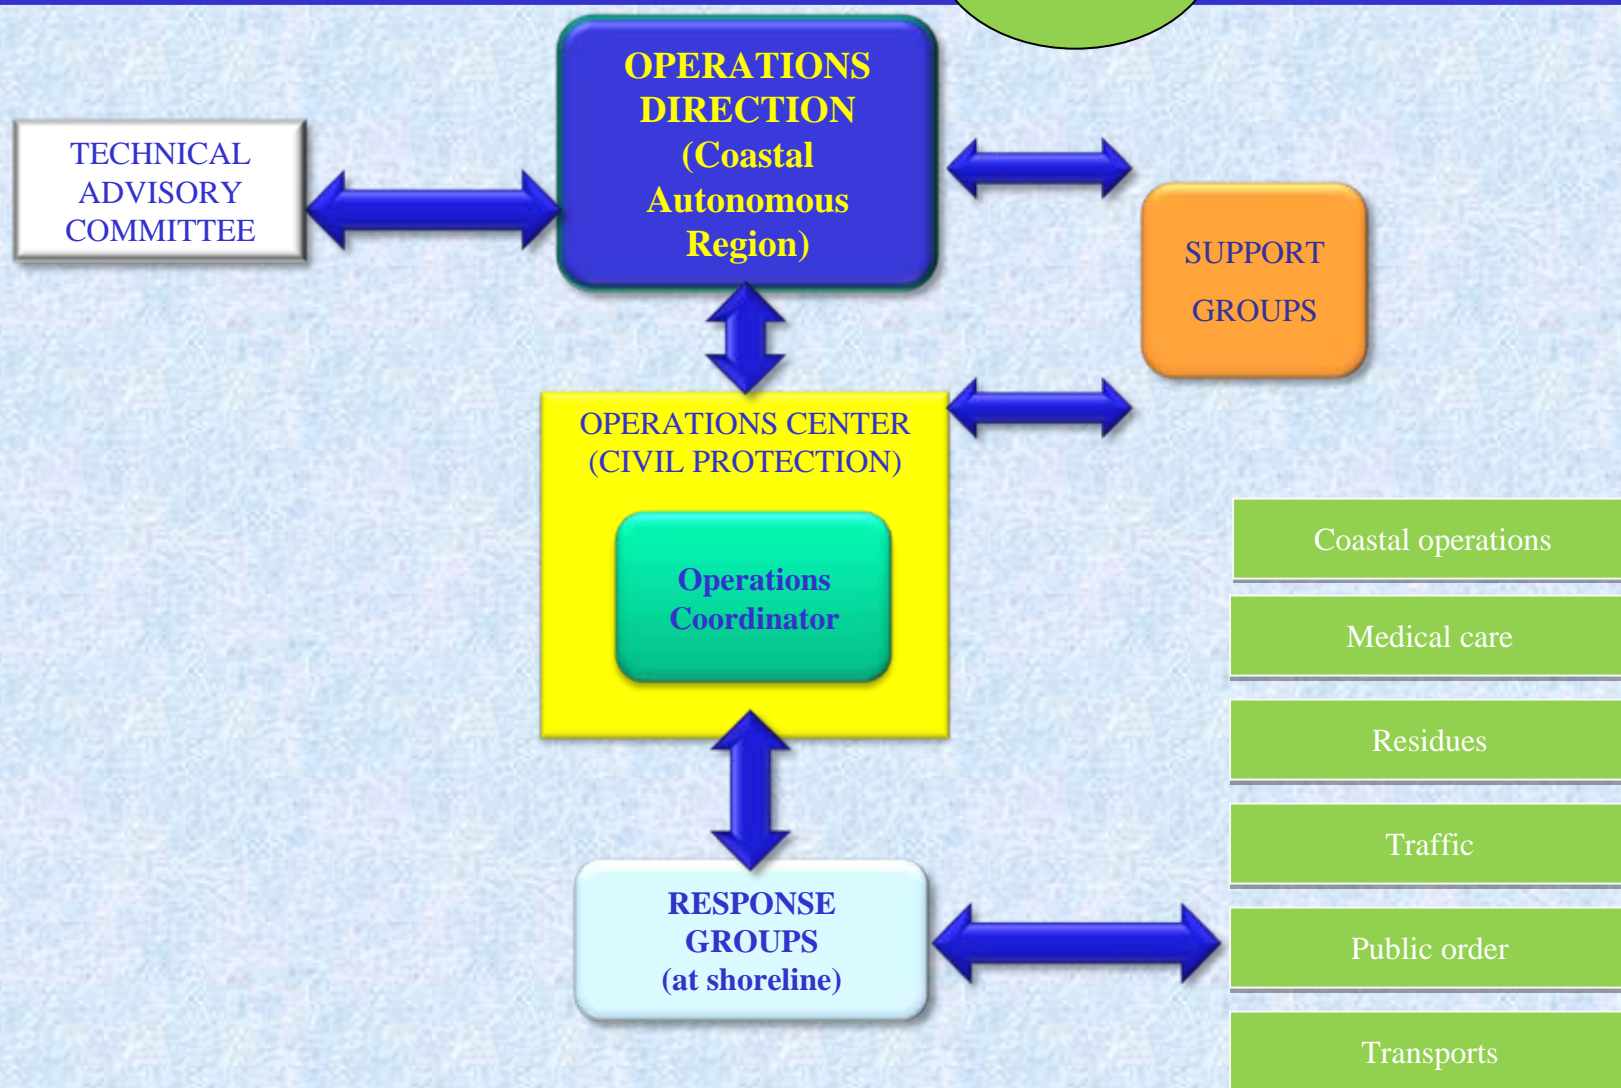 OPERATIONS
DIRECTION
(Coastal
Autonomous
Region)
TECHNICAL
ADVISORY
COMMITTEE
SUPPORT
GROUPS
OPERATIONS CENTER
(CIVIL PROTECTION)
Operations
Coordinator
RESPONSE
GROUPS
(at shoreline)
Coastal operations
Medical care
Residues
Traffic
Public order
Transports